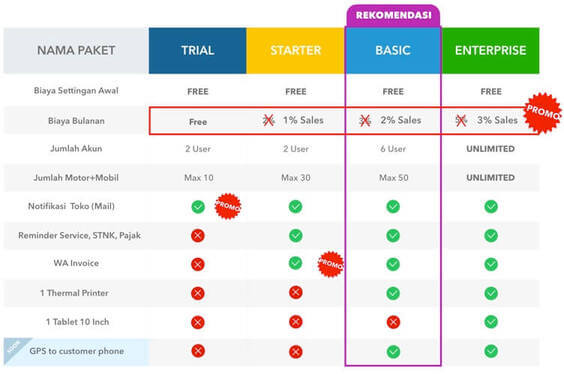 REKOMENDASI
NAMA PAKET TRIAL STARTER BASIC ENTERPRISE
Biaya Settingan Awal FREE FREE FREE FREE
PROMO
Biaya Bulanan Free 1% Sales 2% Sales 3% Sales
Jumlah Akun 2 User 2 User 6 User UNLIMITED
Jumlah Motor+Mobil Max 10 Max 30 Max 50 UNLIMITED
Notifikasi Toko (Mail) PROMO
Reminder Service, STNK, Pajak
WA Invoice PROMO
1 Thermal Printer
1 Tablet 10 Inch
SOON GPS to customer phone